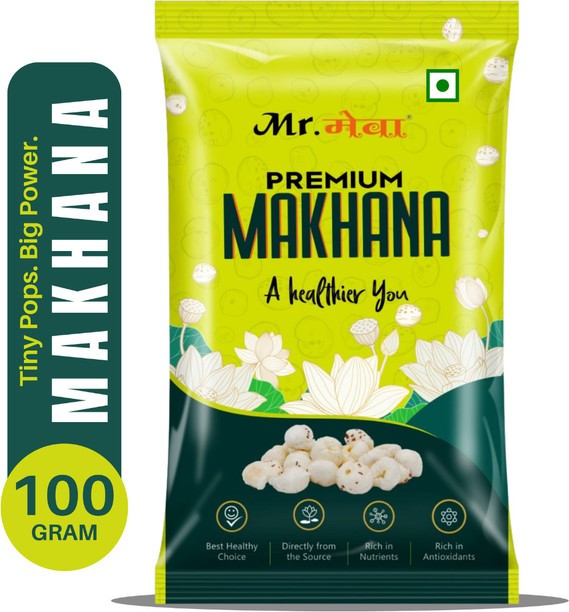 Tiny Pops. Big Power.
MAKHANA
100
GRAM
Mr. मेवा®
PREMIUM
MAKHANA
A healthier You
Best Healthy
Choice
Directly from
the Source
Rich in
Nutrients
Rich in
Antioxidants